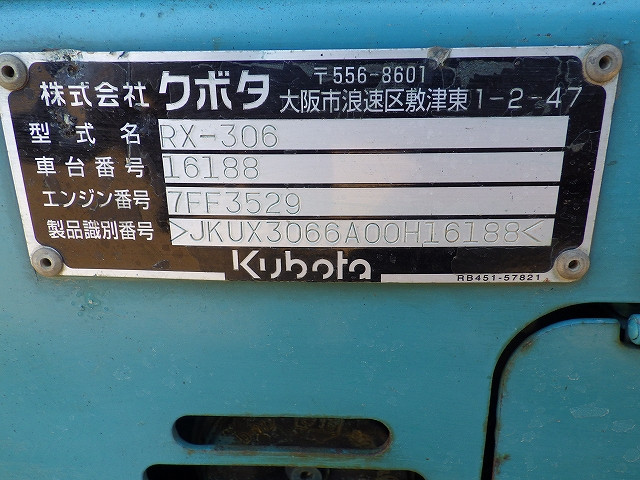 〒556-8601
株式会社 クボタ 大阪市浪速区敷津東1-2-47
型式名 RX-306
車台番号 16188
エンジン番号 7FF3529
製品識別番号 >JKUX3066A00H16188<
Kubota
RB451-57821